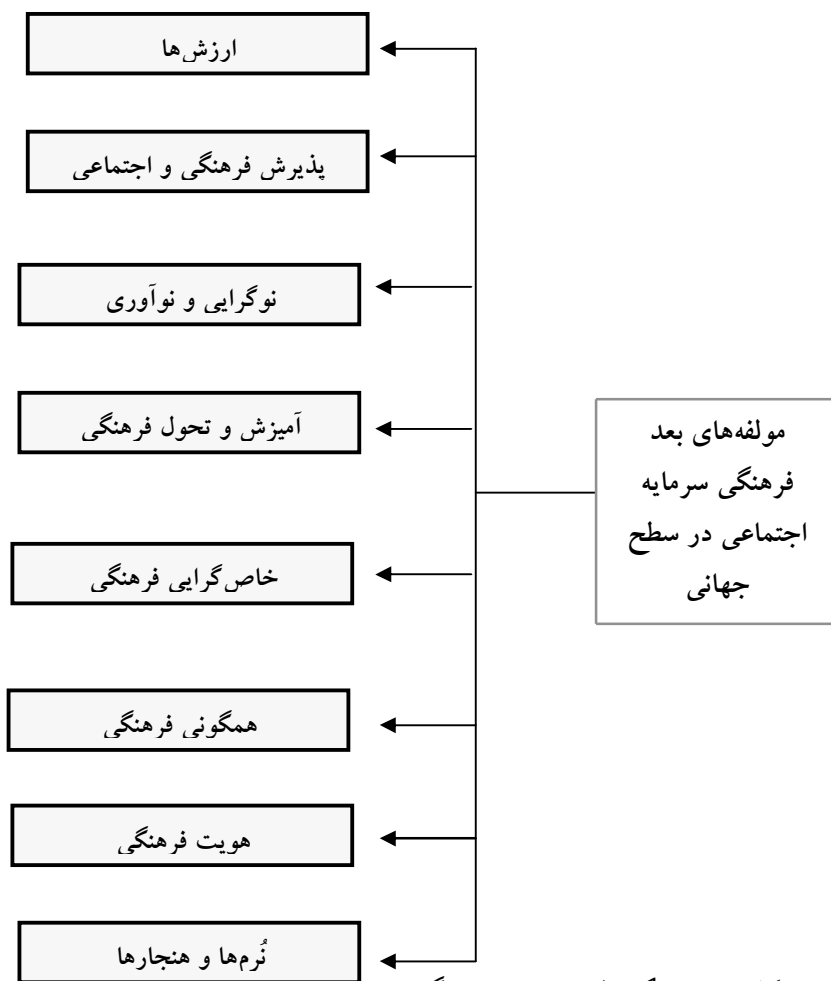 ارزش‌ها
پذیرش فرهنگی و اجتماعی
نوگرایی و نوآوری
آمیزش و تحول فرهنگی
خاص‌گرایی فرهنگی
همگونی فرهنگی
هویت فرهنگی
نُرم‌ها و هنجارها
مولفه‌های بعد
فرهنگی سرمایه
اجتماعی در سطح
جهانی